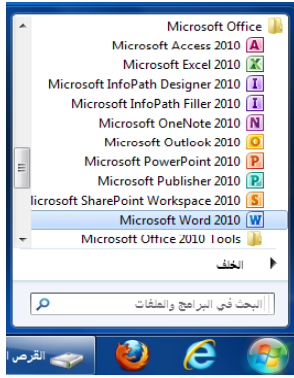 Microsoft Office
Microsoft Access 2010
Microsoft Excel 2010
Microsoft InfoPath Designer 2010
Microsoft InfoPath Filler 2010
Microsoft OneNote 2010
Microsoft Outlook 2010
Microsoft PowerPoint 2010
Microsoft Publisher 2010
licrosoft SharePoint Workspace 2010
Microsoft Word 2010
Microsoft Office 2010 Tools
الخلف
البحث في البرامج والملفات
القرص ا